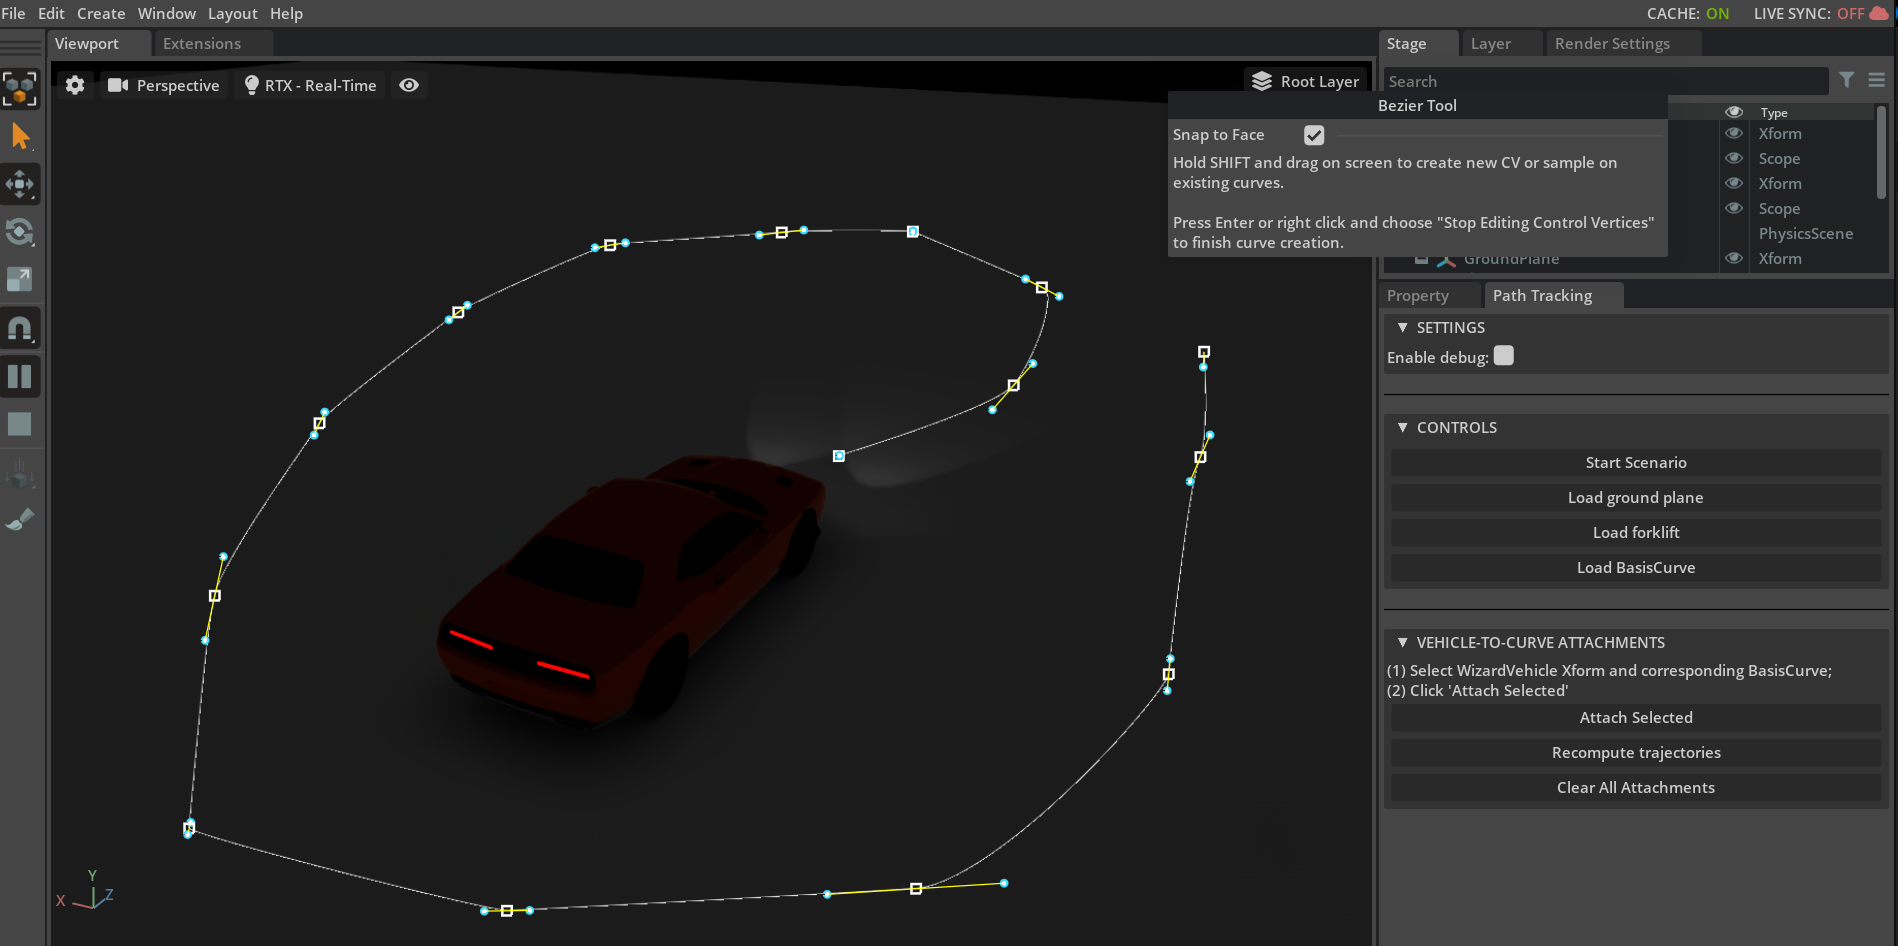 File Edit Create Window Layout Help
CACHE: ON LIVE SYNC: OFF
Viewport Extensions
Stage Layer Render Settings
Perspective RTX - Real-Time
Root Layer
Search
Bezier Tool
Type
Snap to Face
Xform
Hold SHIFT and drag on screen to create new CV or sample on
existing curves.
Scope
Xform
Scope
Press Enter or right click and choose "Stop Editing Control Vertices"
to finish curve creation.
PhysicsScene
GroundPlane Xform
Property Path Tracking
▼ SETTINGS
Enable debug:
▼ CONTROLS
Start Scenario
Load ground plane
Load forklift
Load BasisCurve
▼ VEHICLE-TO-CURVE ATTACHMENTS
(1) Select WizardVehicle Xform and corresponding BasisCurve;
(2) Click 'Attach Selected'
Attach Selected
Recompute trajectories
Clear All Attachments
Y
X Z